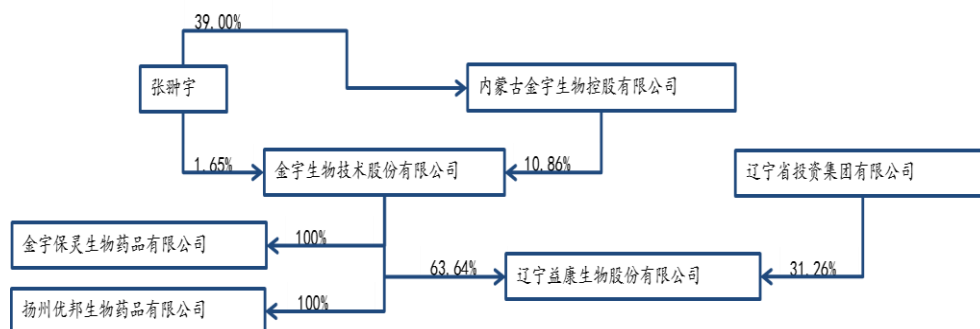 39.00%
张翀宇
内蒙古金宇生物控股有限公司
1.65%
金宇生物技术股份有限公司
10.86%
辽宁省投资集团有限公司
金宇保灵生物药品有限公司
100%
63.64%
辽宁益康生物股份有限公司
31.26%
扬州优邦生物药品有限公司
100%